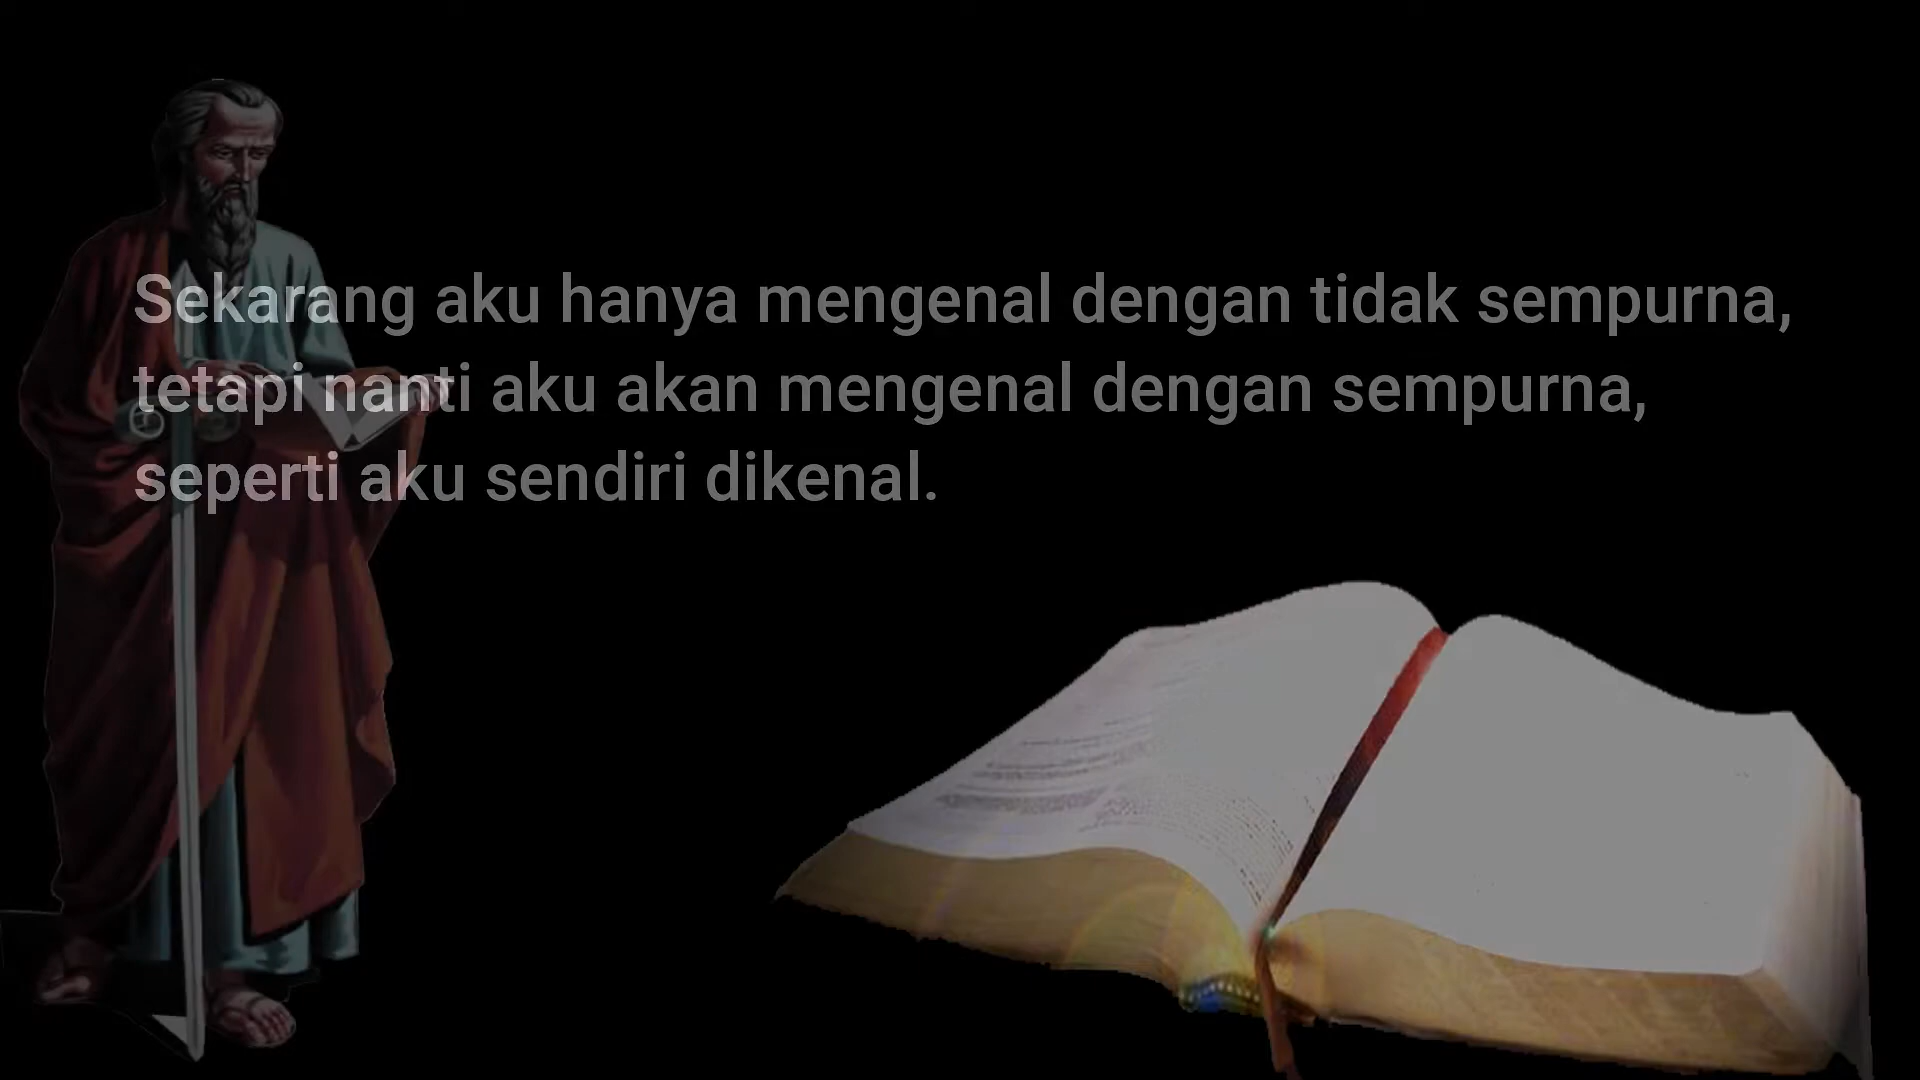 Sekarang aku hanya mengenal dengan tidak sempurna,
tetapi nanti aku akan mengenal dengan sempurna,
seperti aku sendiri dikenal.